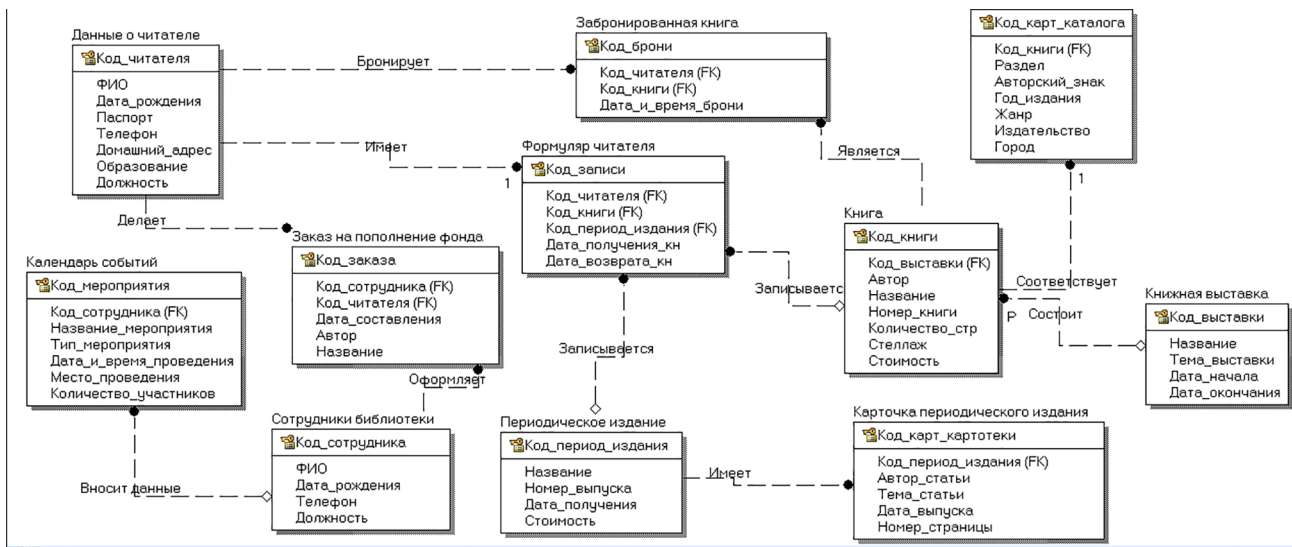 Данные о читателе
Код_читателя
ФИО
Дата_рождения
Паспорт
Телефон
Домашний_адрес
Образование
Должность
Бронирует
Забронированная книга
Код_брони
Код_читателя (FK)
Код_книги (FK)
Дата_и_время_брони
Код_карт_каталога
Код_книги (FK)
Раздел
Авторский_знак
Год_издания
Жанр
Издательство
Город
1
Имеет
1
Формуляр читателя
Код_записи
Код_читателя (FK)
Код_книги (FK)
Код_период_издания (FK)
Дата_получения_кн
Дата_возврата_кн
Является
Делает
Заказ на пополнение фонда
Код_заказа
Код_сотрудника (FK)
Код_читателя (FK)
Дата_составления
Автор
Название
Книга
Код_книги
Код_выставки (FK)
Автор
Название
Номер_книги
Количество_стр
Стеллаж
Стоимость
Записываетс
Соответствует
P
Состоит
Книжная выставка
Код_выставки
Название
Тема_выставки
Дата_начала
Дата_окончания
Календарь событий
Код_мероприятия
Код_сотрудника (FK)
Название_мероприятия
Тип_мероприятия
Дата_и_время_проведения
Место_проведения
Количество_участников
Записывается
Оформляет
Вносит данные
Сотрудники библиотеки
Код_сотрудника
ФИО
Дата_рождения
Телефон
Должность
Периодическое издание
Код_период_издания
Название
Номер_выпуска
Дата_получения
Стоимость
Имеет
Карточка периодического издания
Код_карт_картотеки
Код_период_издания (FK)
Автор_статьи
Тема_статьи
Дата_выпуска
Номер_страницы